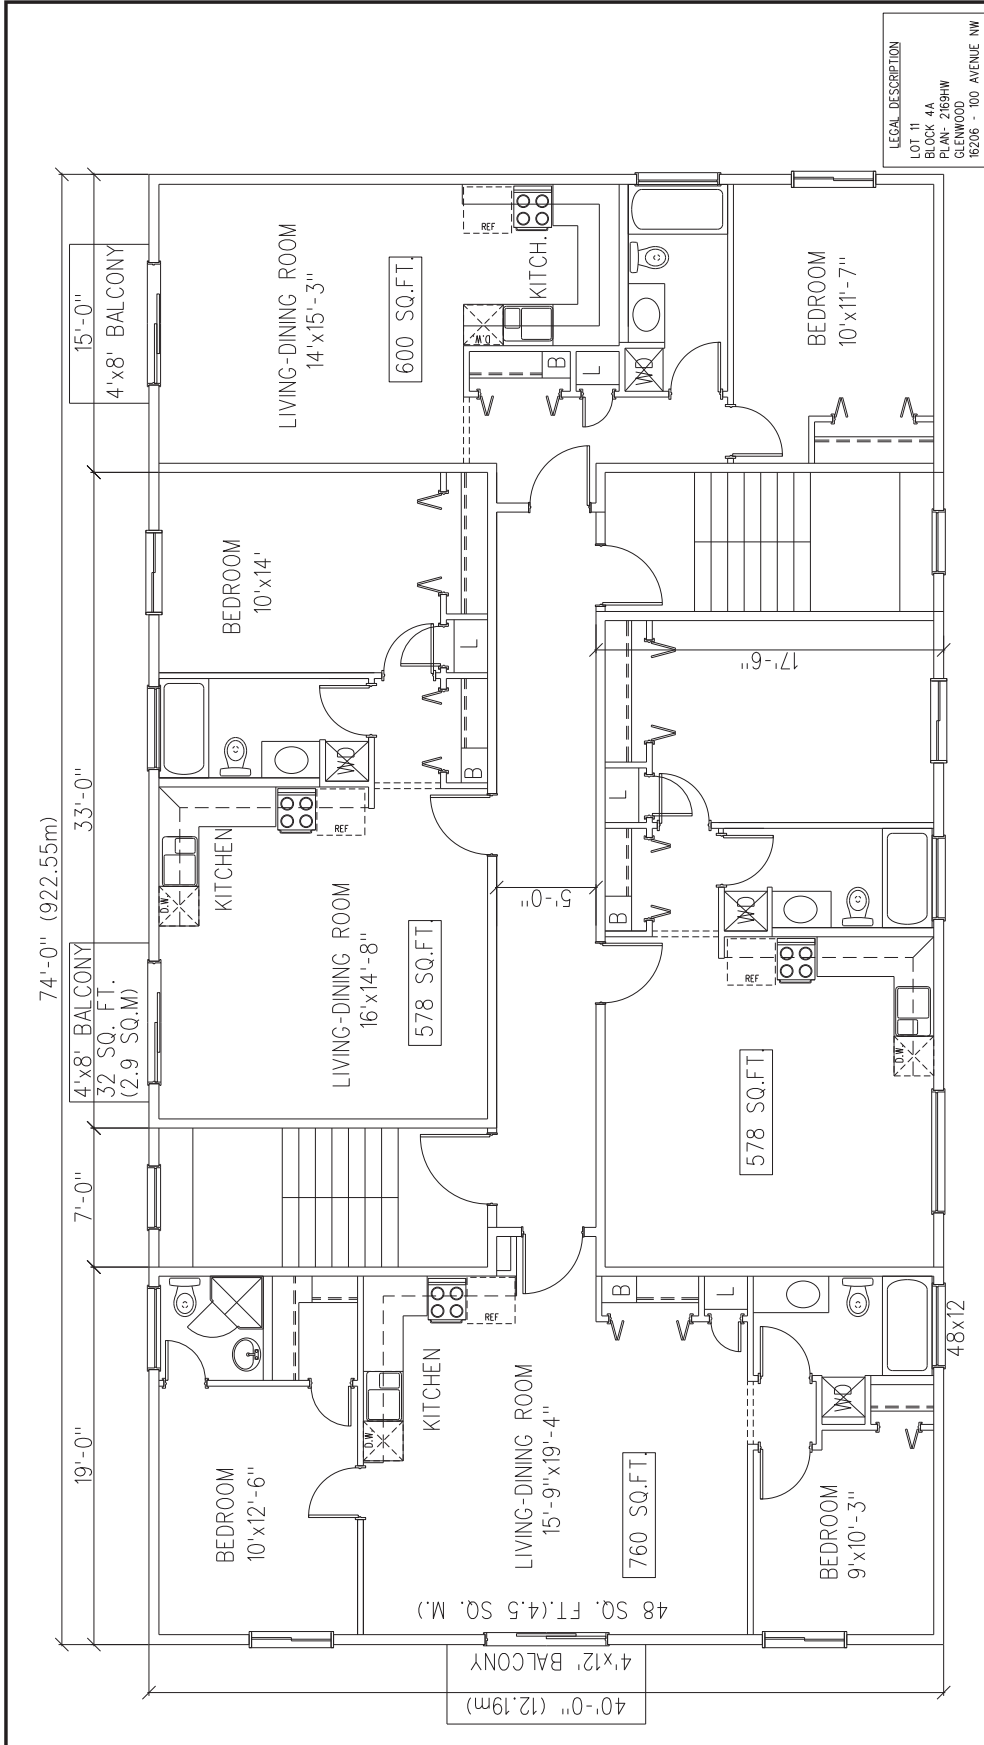 LEGAL DESCRIPTION
LOT 11
BLOCK 4A
PLAN- 2169HW
GLENWOOD
16206 - 100 AVENUE NW
74'-0" (922.55m)
19'-0"
7'-0"
33'-0"
15'-0"
4'x8' BALCONY
32 SQ. FT.
(2.9 SQ.M)
4'x8' BALCONY
BEDROOM
10'x12'-6"
KITCHEN
D.W.
REF
LIVING-DINING ROOM
15'-9"x19'-4"
760 SQ.FT.
B
L
WD
BEDROOM
9'x10'-3"
48 SQ. FT.(4.5 SQ. M.)
4'x12' BALCONY
40'-0" (12.19m)
48x12
KITCHEN
D.W.
REF
WD
LIVING-DINING ROOM
16'x14'-8"
578 SQ.FT.
B
L
BEDROOM
10'x14'
5'-0"
LIVING-DINING ROOM
14'x15'-3"
600 SQ.FT.
REF
KITCH.
D.W.
B
L
WD
BEDROOM
10'x11'-7"
17'-6"
L
B
WD
REF
D.W.
578 SQ.FT.